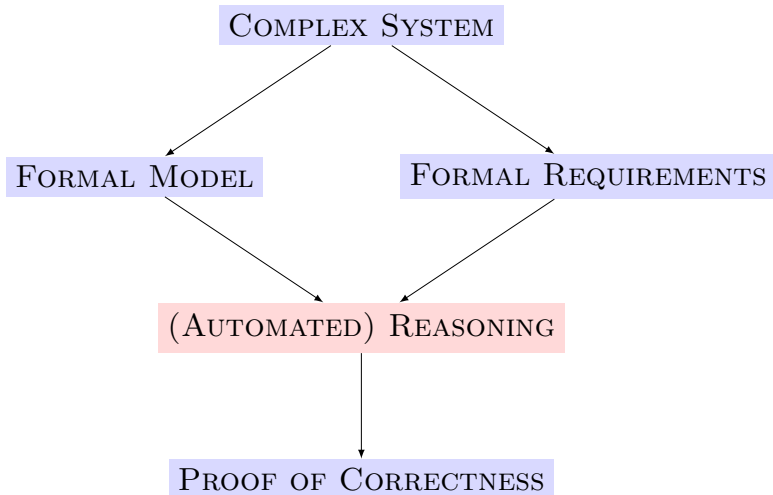 Complex System
Formal Model
Formal Requirements
(Automated) Reasoning
Proof of Correctness